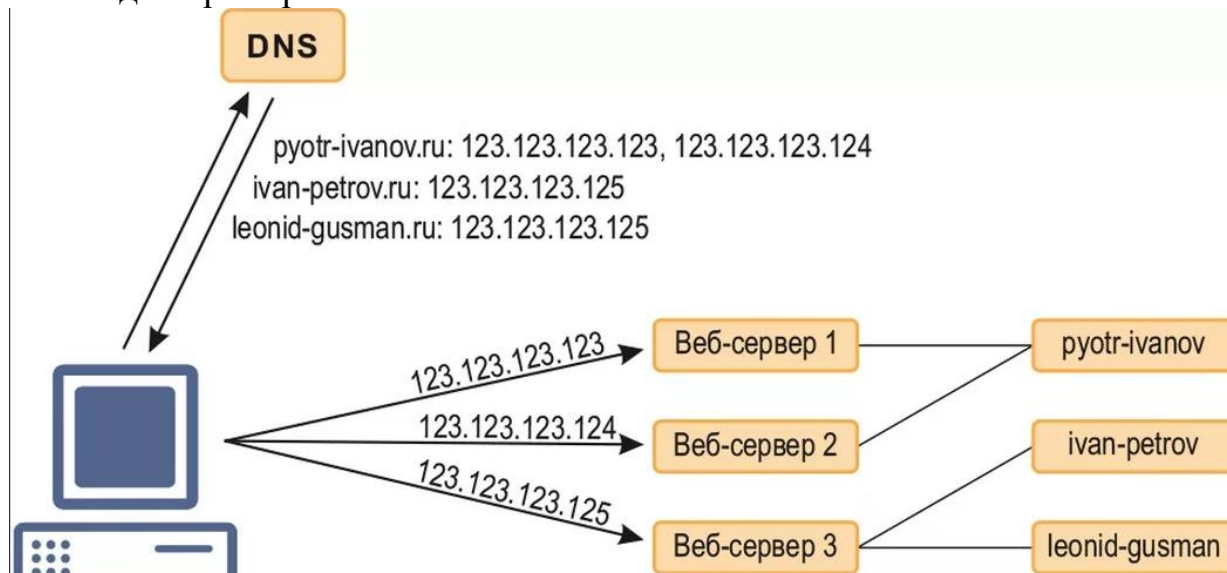 DNS
pyotr-ivanov.ru: 123.123.123.123, 123.123.123.124
ivan-petrov.ru: 123.123.123.125
leonid-gusman.ru: 123.123.123.125
123.123.123.123
Веб-сервер 1
pyotr-ivanov
123.123.123.124
Веб-сервер 2
ivan-petrov
123.123.123.125
Веб-сервер 3
leonid-gusman